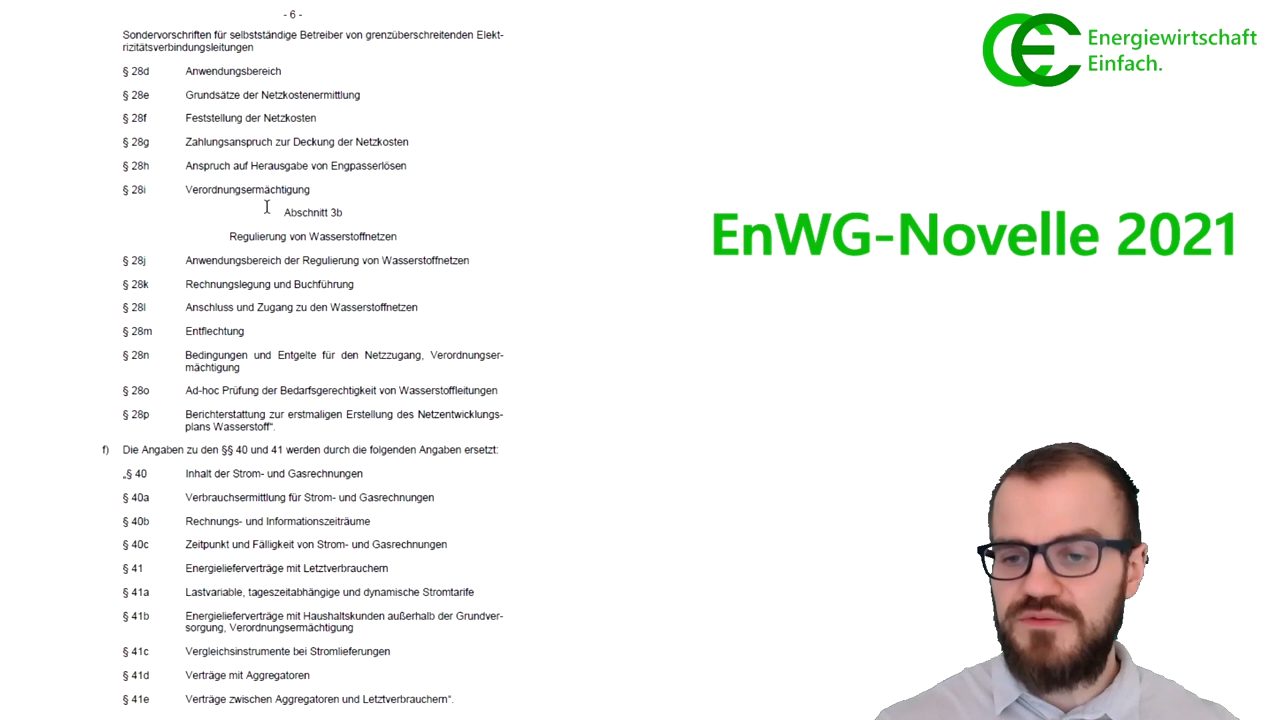 - 6 -
Sondervorschriften für selbstständige Betreiber von grenzüberschreitenden Elekt-
rizitätsverbindungsleitungen
§ 28d Anwendungsbereich
§ 28e Grundsätze der Netzkostenermittlung
§ 28f Feststellung der Netzkosten
§ 28g Zahlungsanspruch zur Deckung der Netzkosten
§ 28h Anspruch auf Herausgabe von Engpasserlösen
§ 28i Verordnungsermächtigung
Abschnitt 3b
Regulierung von Wasserstoffnetzen
§ 28j Anwendungsbereich der Regulierung von Wasserstoffnetzen
§ 28k Rechnungslegung und Buchführung
§ 28l Anschluss und Zugang zu den Wasserstoffnetzen
§ 28m Entflechtung
§ 28n Bedingungen und Entgelte für den Netzzugang, Verordnungser-
mächtigung
§ 28o Ad-hoc Prüfung der Bedarfsgerechtigkeit von Wasserstoffleitungen
§ 28p Berichterstattung zur erstmaligen Erstellung des Netzentwicklungs-
plans Wasserstoff“.
f) Die Angaben zu den §§ 40 und 41 werden durch die folgenden Angaben ersetzt:
„§ 40 Inhalt der Strom- und Gasrechnungen
§ 40a Verbrauchsermittlung für Strom- und Gasrechnungen
§ 40b Rechnungs- und Informationszeiträume
§ 40c Zeitpunkt und Fälligkeit von Strom- und Gasrechnungen
§ 41 Energielieferverträge mit Letztverbrauchern
§ 41a Lastvariable, tageszeitabhängige und dynamische Stromtarife
§ 41b Energielieferverträge mit Haushaltskunden außerhalb der Grundver-
sorgung, Verordnungsermächtigung
§ 41c Vergleichsinstrumente bei Stromlieferungen
§ 41d Verträge mit Aggregatoren
§ 41e Verträge zwischen Aggregatoren und Letztverbrauchern“.
Energiewirtschaft
Einfach.
EnWG-Novelle 2021